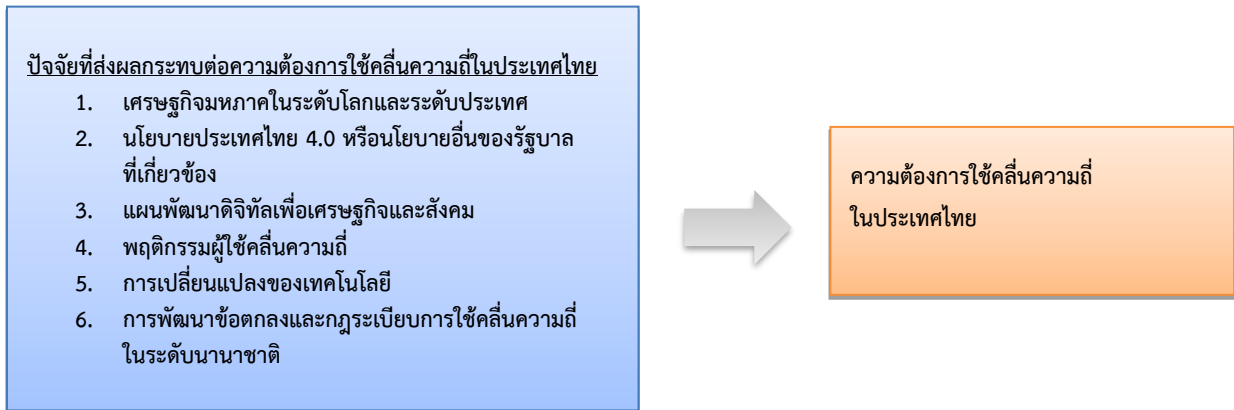 ปัจจัยที่ส่งผลกระทบต่อความต้องการใช้คลื่นความถี่ในประเทศไทย
1. เศรษฐกิจมหภาคในระดับโลกและระดับประเทศ
2. นโยบายประเทศไทย 4.0 หรือนโยบายอื่นของรัฐบาล
ที่เกี่ยวข้อง
3. แผนพัฒนาดิจิทัลเพื่อเศรษฐกิจและสังคม
4. พฤติกรรมผู้ใช้คลื่นความถี่
5. การเปลี่ยนแปลงของเทคโนโลยี
6. การพัฒนาข้อตกลงและกฎระเบียบการใช้คลื่นความถี่
ในระดับนานาชาติ
ความต้องการใช้คลื่นความถี่
ในประเทศไทย